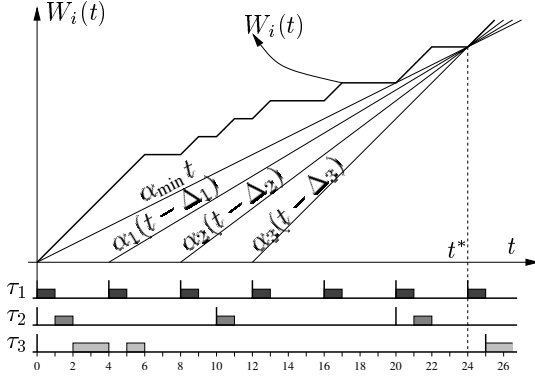 W_i(t)
W_i(t)
α_min t
α_1(t − Δ_1)
α_2(t − Δ_2)
α_3(t − Δ_3)
t*
t
τ_1
τ_2
τ_3
0 2 4 6 8 10 12 14 16 18 20 22 24 26